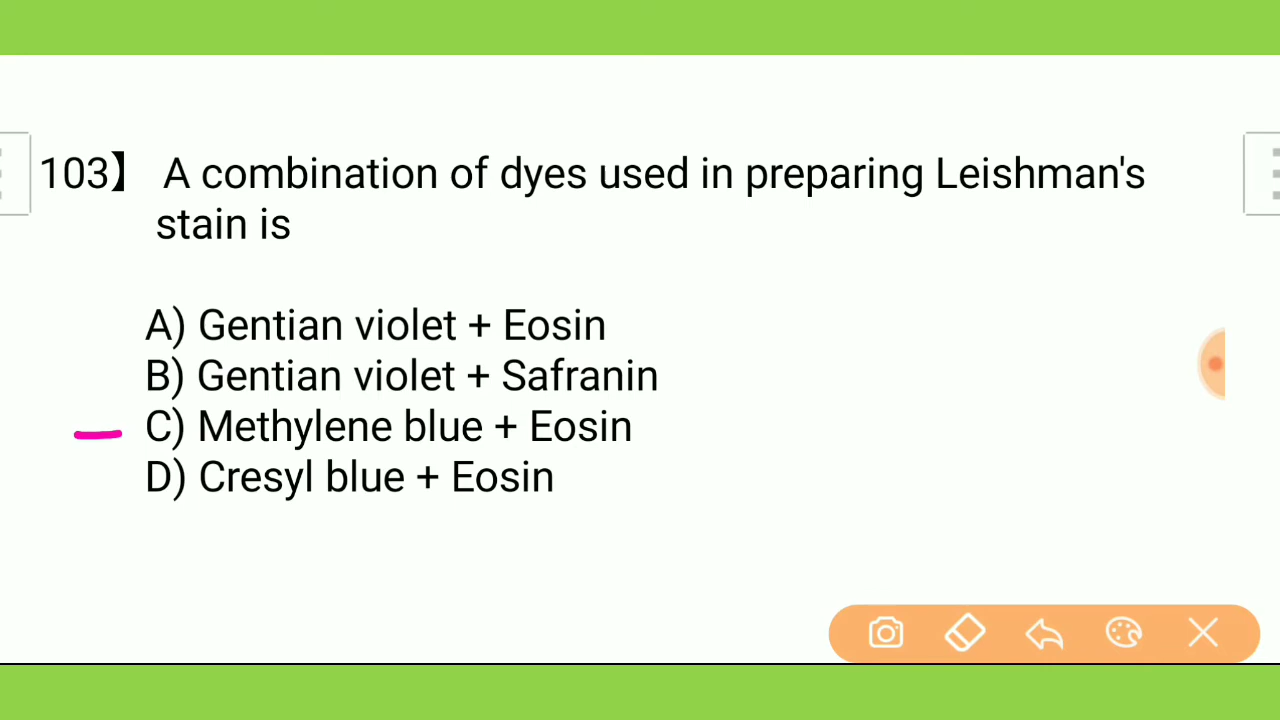 103】 A combination of dyes used in preparing Leishman's
stain is
A) Gentian violet + Eosin
B) Gentian violet + Safranin
C) Methylene blue + Eosin
D) Cresyl blue + Eosin